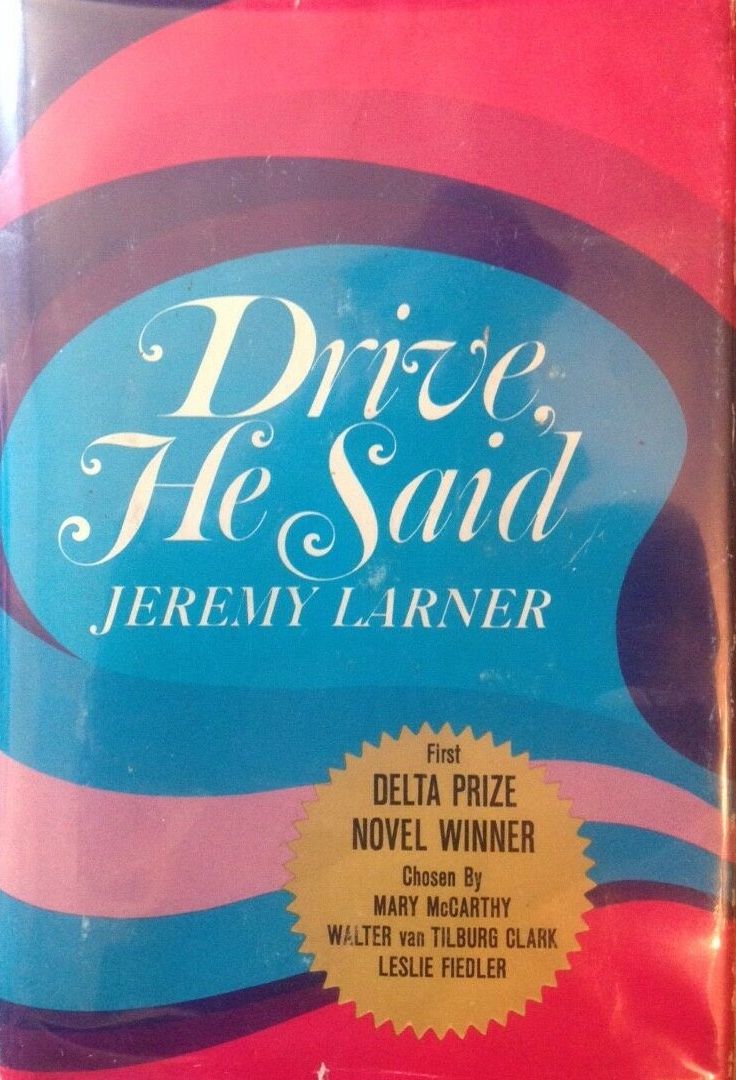 Drive,
He Said
JEREMY LARNER
First
DELTA PRIZE
NOVEL WINNER
Chosen By
MARY McCARTHY
WALTER van TILBURG CLARK
LESLIE FIEDLER